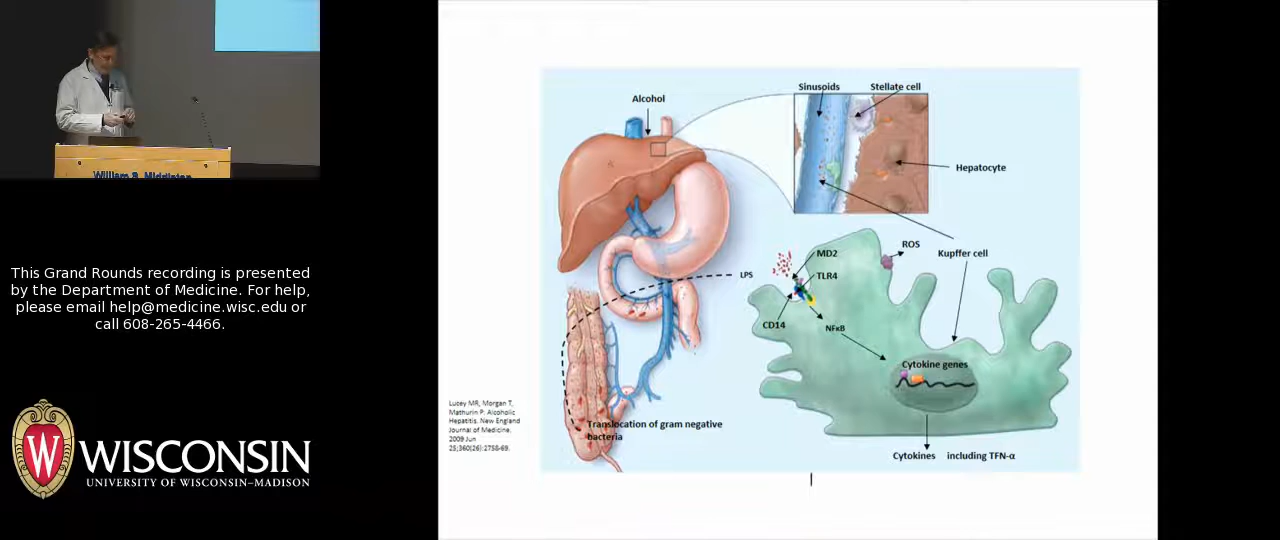 William S. Middleton
This Grand Rounds recording is presented
by the Department of Medicine. For help,
please email help@medicine.wisc.edu or
call 608-265-4466.
W
WISCONSIN
UNIVERSITY OF WISCONSIN–MADISON
Alcohol
Sinusoids
Stellate cell
Hepatocyte
Kupffer cell
ROS
MD2
TLR4
LPS
CD14
NFκB
Cytokine genes
Translocation of gram negative
bacteria
Cytokines including TFN-α
Lucey MR, Morgan T,
Mathurin P: Alcoholic
Hepatitis. New England
Journal of Medicine.
2009 Jun
25;360(26):2758-69.